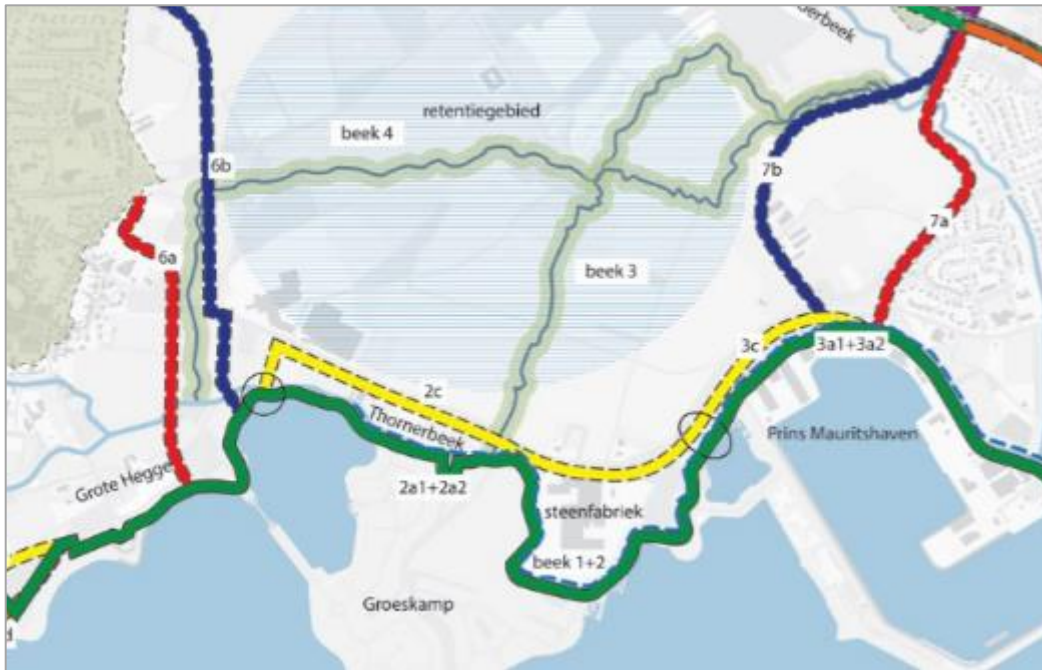 erbeek
retentiegebied
beek 4
6b
7b
7a
6a
beek 3
3c
3a1+3a2
2c
Thornerbeek
Prins Mauritshaven
Grote Hegge
2a1+2a2
steenfabriek
beek 1+2
Groeskamp
d